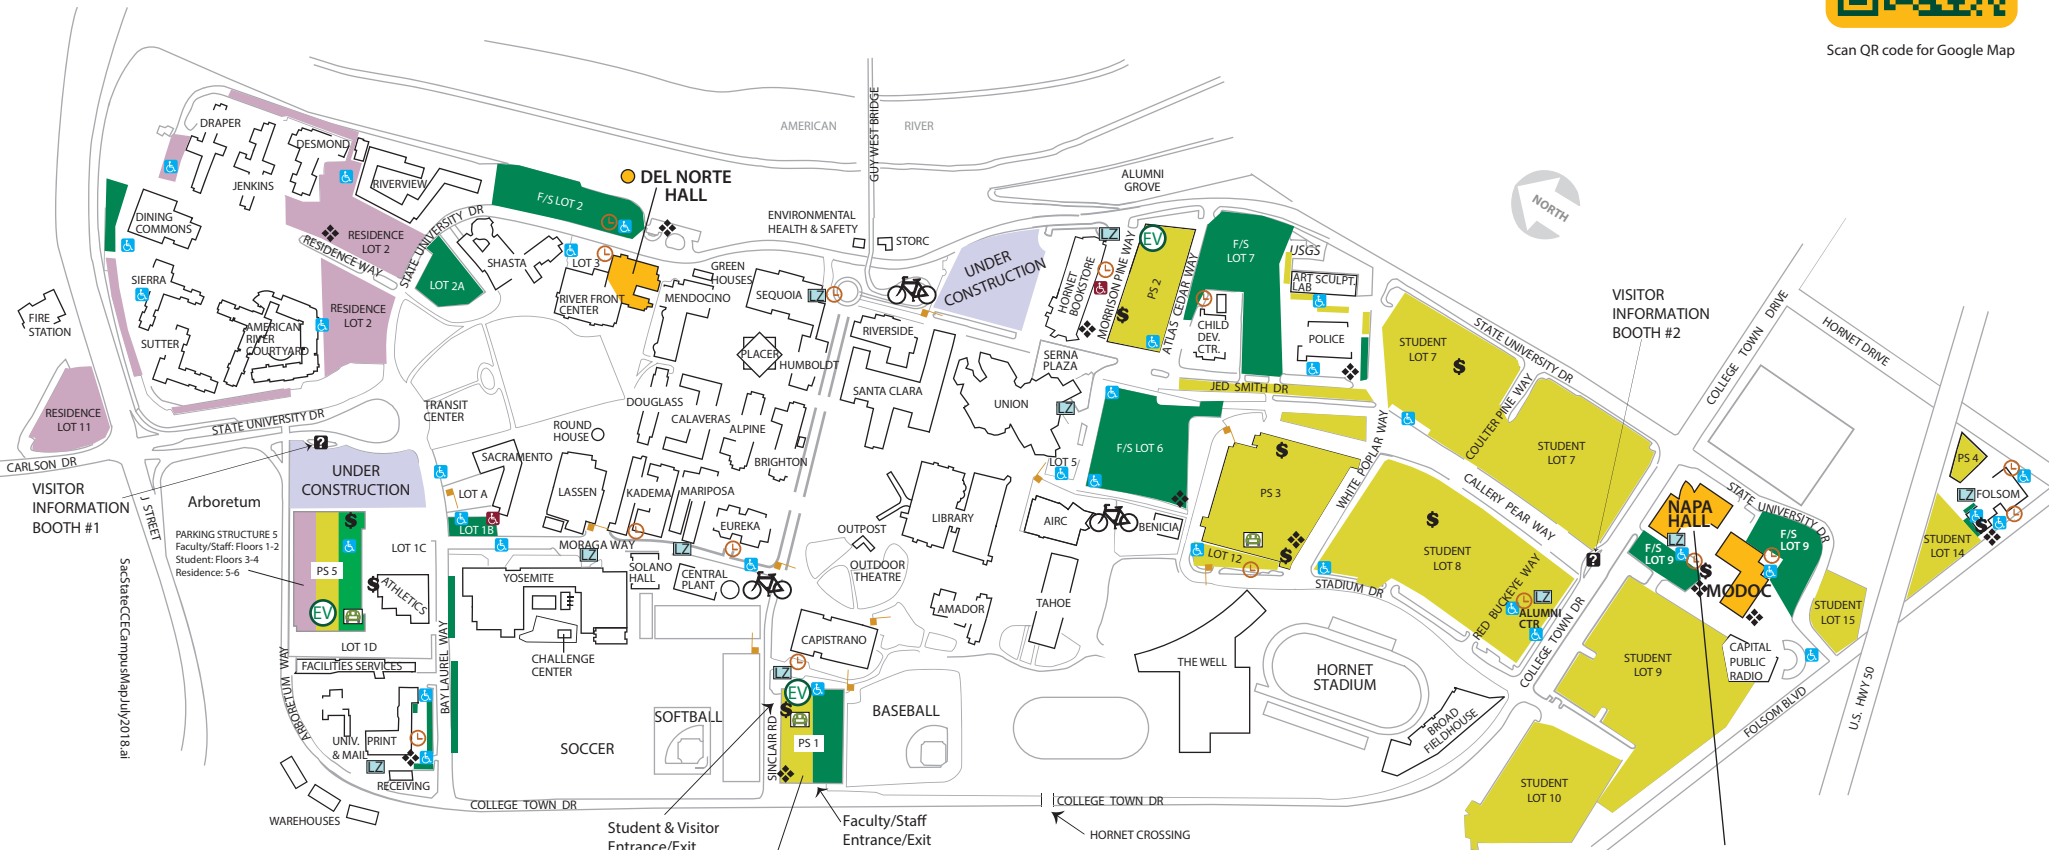 Scan QR code for Google Map
AMERICAN RIVER
GUY WEST BRIDGE
DRAPER
DESMOND
JENKINS
RIVERVIEW
DINING
COMMONS
RESIDENCE
LOT 2
RESIDENCE WAY
STATE UNIVERSITY DR
F/S LOT 2
DEL NORTE
HALL
ENVIRONMENTAL
HEALTH & SAFETY
STORC
ALUMNI
GROVE
NORTH
SIERRA
SUTTER
AMERICAN
RIVER
COURTYARD
RESIDENCE
LOT 2
LOT 2A
SHASTA
LOT 3
RIVER FRONT
CENTER
MENDOCINO
GREEN
HOUSES
SEQUOIA
LZ
UNDER
CONSTRUCTION
HORNET
BOOKSTORE
LZ
MORRISON PINE WAY
EV
PS 2
$
ATLAS CEDAR WAY
F/S
LOT 7
USGS
ART SCULPT.
LAB
CHILD
DEV.
CTR.
POLICE
FIRE
STATION
RESIDENCE
LOT 11
STATE UNIVERSITY DR
CARLSON DR
J STREET
TRANSIT
CENTER
PLACER
HUMBOLDT
RIVERSIDE
SANTA CLARA
UNION
LZ
SERNA
PLAZA
JED SMITH DR
STUDENT
LOT 7
$
STATE UNIVERSITY DR
COULTER PINE WAY
STUDENT
LOT 7
VISITOR
INFORMATION
BOOTH #2
COLLEGE TOWN DRIVE
HORNET DRIVE
DOUGLASS
CALAVERAS
ALPINE
BRIGHTON
ROUND
HOUSE
SACRAMENTO
LASSEN
KADEMA
MARIPOSA
EUREKA
LOT A
LOT 1B
LOT 1C
MORAGA WAY
LZ
LZ
VISITOR
INFORMATION
BOOTH #1
?
UNDER
CONSTRUCTION
Arboretum
PARKING STRUCTURE 5
Faculty/Staff: Floors 1-2
Student: Floors 3-4
Residence: 5-6
$
PS 5
EV
$
ATHLETICS
LOT 1D
FACILITIES SERVICES
ARBORETUM WAY
BAY LAUREL WAY
SacStateCCECampusMapJuly2018.ai
YOSEMITE
SOLANO
HALL
CENTRAL
PLANT
CHALLENGE
CENTER
OUTPOST
OUTDOOR
THEATRE
LIBRARY
LOT 5
AIRC
BENICIA
F/S LOT 6
PS 3
$
$
LOT 12
WHITE POPLAR WAY
CALLERY PEAR WAY
$
STUDENT
LOT 8
STADIUM DR
RED BUCKEYE WAY
LZ
ALUMNI
CTR
?
COLLEGE TOWN DR
NAPA
HALL
LZ
F/S
LOT 9
$
MODOC
STATE UNIVERSITY DR
F/S
LOT 9
STUDENT
LOT 15
STUDENT
LOT 14
PS 4
LZ
FOLSOM
$
CAPITAL
PUBLIC
RADIO
STUDENT
LOT 9
FOLSOM BLVD
U.S. HWY 50
STUDENT
LOT 10
AMADOR
TAHOE
CAPISTRANO
LZ
EV
$
PS 1
SINCLAIR RD
BASEBALL
SOFTBALL
SOCCER
THE WELL
HORNET
STADIUM
BROAD
FIELDHOUSE
UNIV.
& MAIL
PRINT
LZ
RECEIVING
WAREHOUSES
COLLEGE TOWN DR
COLLEGE TOWN DR
HORNET CROSSING
Student & Visitor
Entrance/Exit
Faculty/Staff
Entrance/Exit